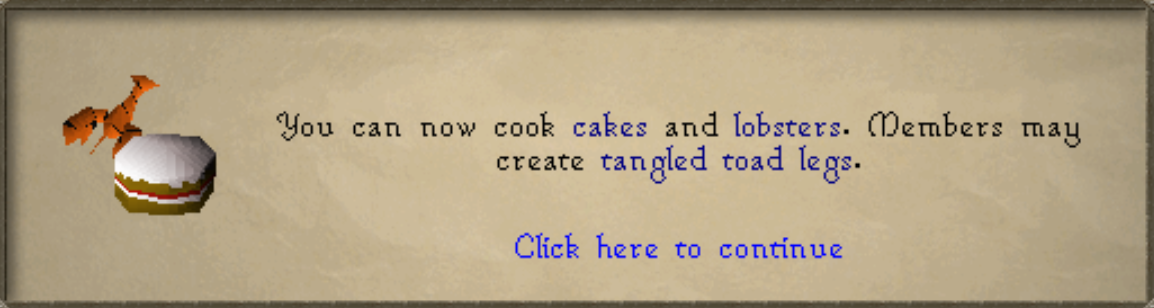 You can now cook cakes and lobsters. Members may
create tangled toad legs.
Click here to continue